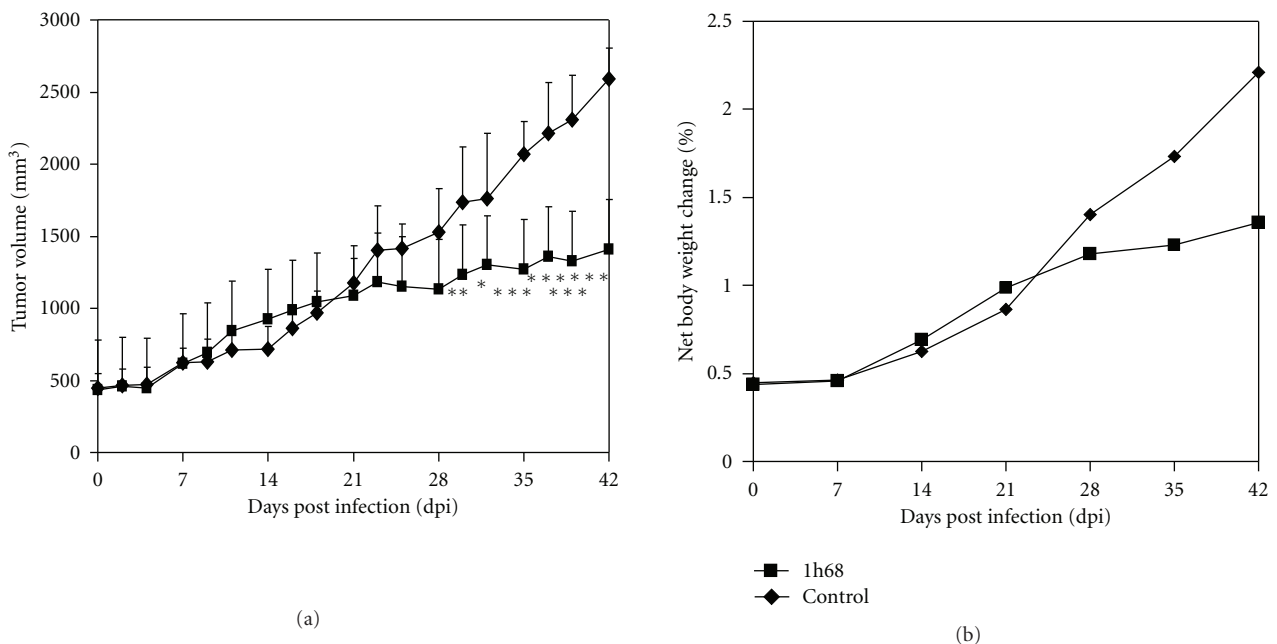 3000
2500
2000
1500
1000
500
0
Tumor volume (mm³)
∗∗
∗
∗∗∗
∗∗∗∗∗∗
∗∗∗
0 7 14 21 28 35 42
Days post infection (dpi)
(a)
2.5
2
1.5
1
0.5
0
Net body weight change (%)
0 7 14 21 28 35 42
Days post infection (dpi)
1h68
Control
(b)